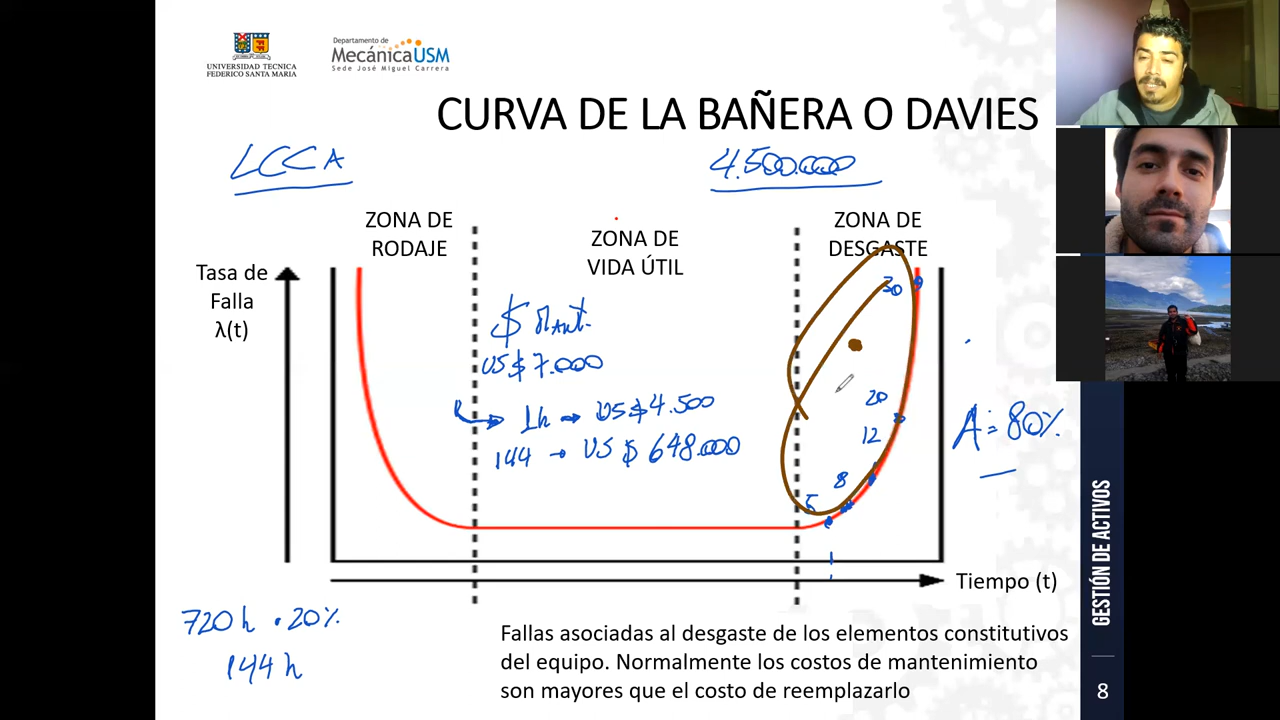 UNIVERSIDAD TECNICA
FEDERICO SANTA MARIA
Departamento de
MecánicaUSM
Sede José Miguel Carrera
CURVA DE LA BAÑERA O DAVIES
LCCA
4.500.000
ZONA DE
RODAJE
ZONA DE
VIDA ÚTIL
ZONA DE
DESGASTE
Tasa de
Falla
λ(t)
$ Mant.
US$ 7.000
1h → US$ 4.500
144 → US $ 648.000
30
20
12
8
5
A = 80%
Tiempo (t)
720 h • 20%
144 h
Fallas asociadas al desgaste de los elementos constitutivos
del equipo. Normalmente los costos de mantenimiento
son mayores que el costo de reemplazarlo
GESTIÓN DE ACTIVOS
8